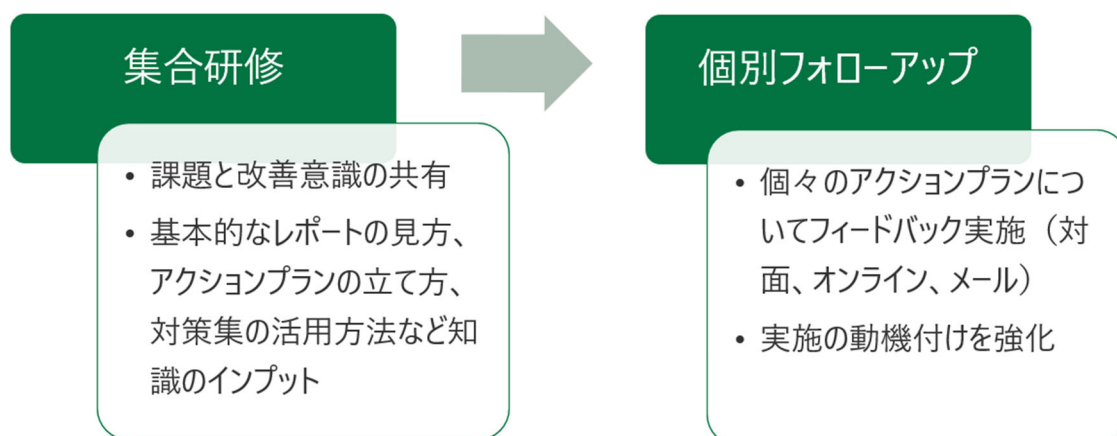 集合研修
• 課題と改善意識の共有
• 基本的なレポートの見方、
アクションプランの立て方、
対策集の活用方法など知
識のインプット
個別フォローアップ
• 個々のアクションプランにつ
いてフィードバック実施（対
面、オンライン、メール）
• 実施の動機付けを強化